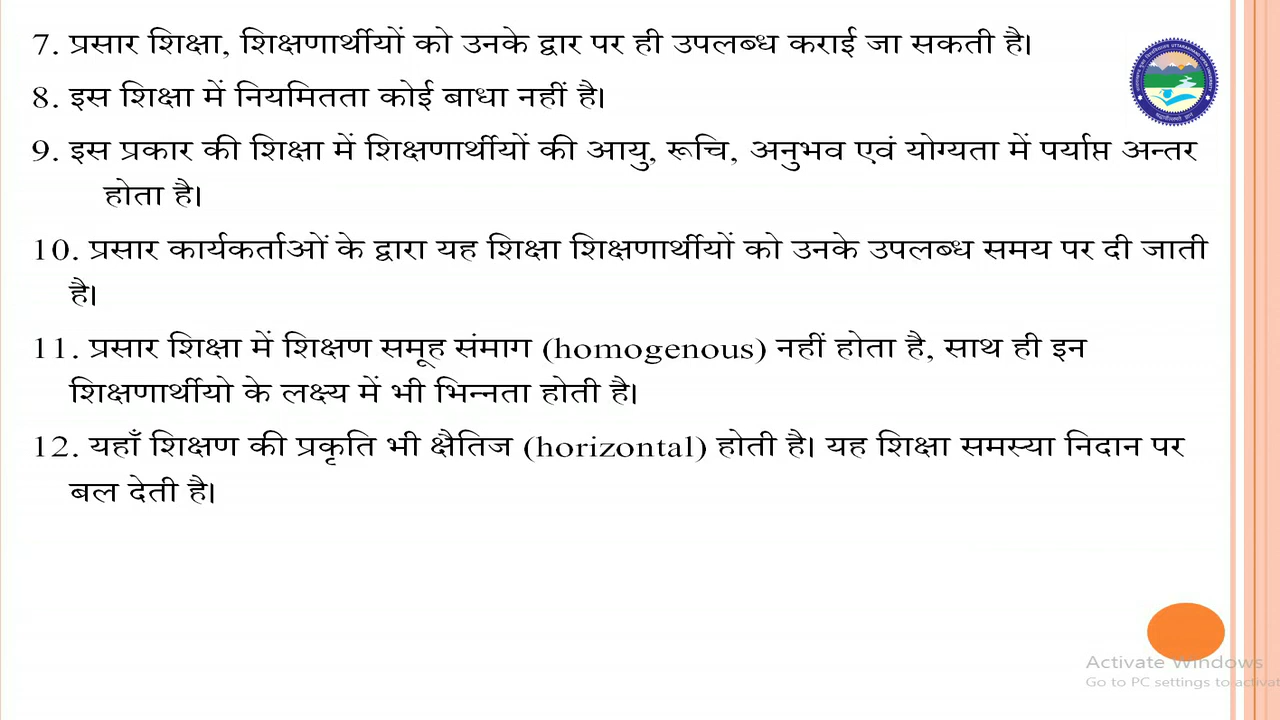 7. प्रसार शिक्षा, शिक्षणार्थीयों को उनके द्वार पर ही उपलब्ध कराई जा सकती है।
8. इस शिक्षा में नियमितता कोई बाधा नहीं है।
9. इस प्रकार की शिक्षा में शिक्षणार्थीयों की आयु, रूचि, अनुभव एवं योग्यता में पर्याप्त अन्तर
होता है।
10. प्रसार कार्यकर्ताओं के द्वारा यह शिक्षा शिक्षणार्थीयों को उनके उपलब्ध समय पर दी जाती
है।
11. प्रसार शिक्षा में शिक्षण समूह संमाग (homogenous) नहीं होता है, साथ ही इन
शिक्षणार्थीयो के लक्ष्य में भी भिन्नता होती है।
12. यहाँ शिक्षण की प्रकृति भी क्षैतिज (horizontal) होती है। यह शिक्षा समस्या निदान पर
बल देती है।
Activate Windows
Go to PC settings to activat